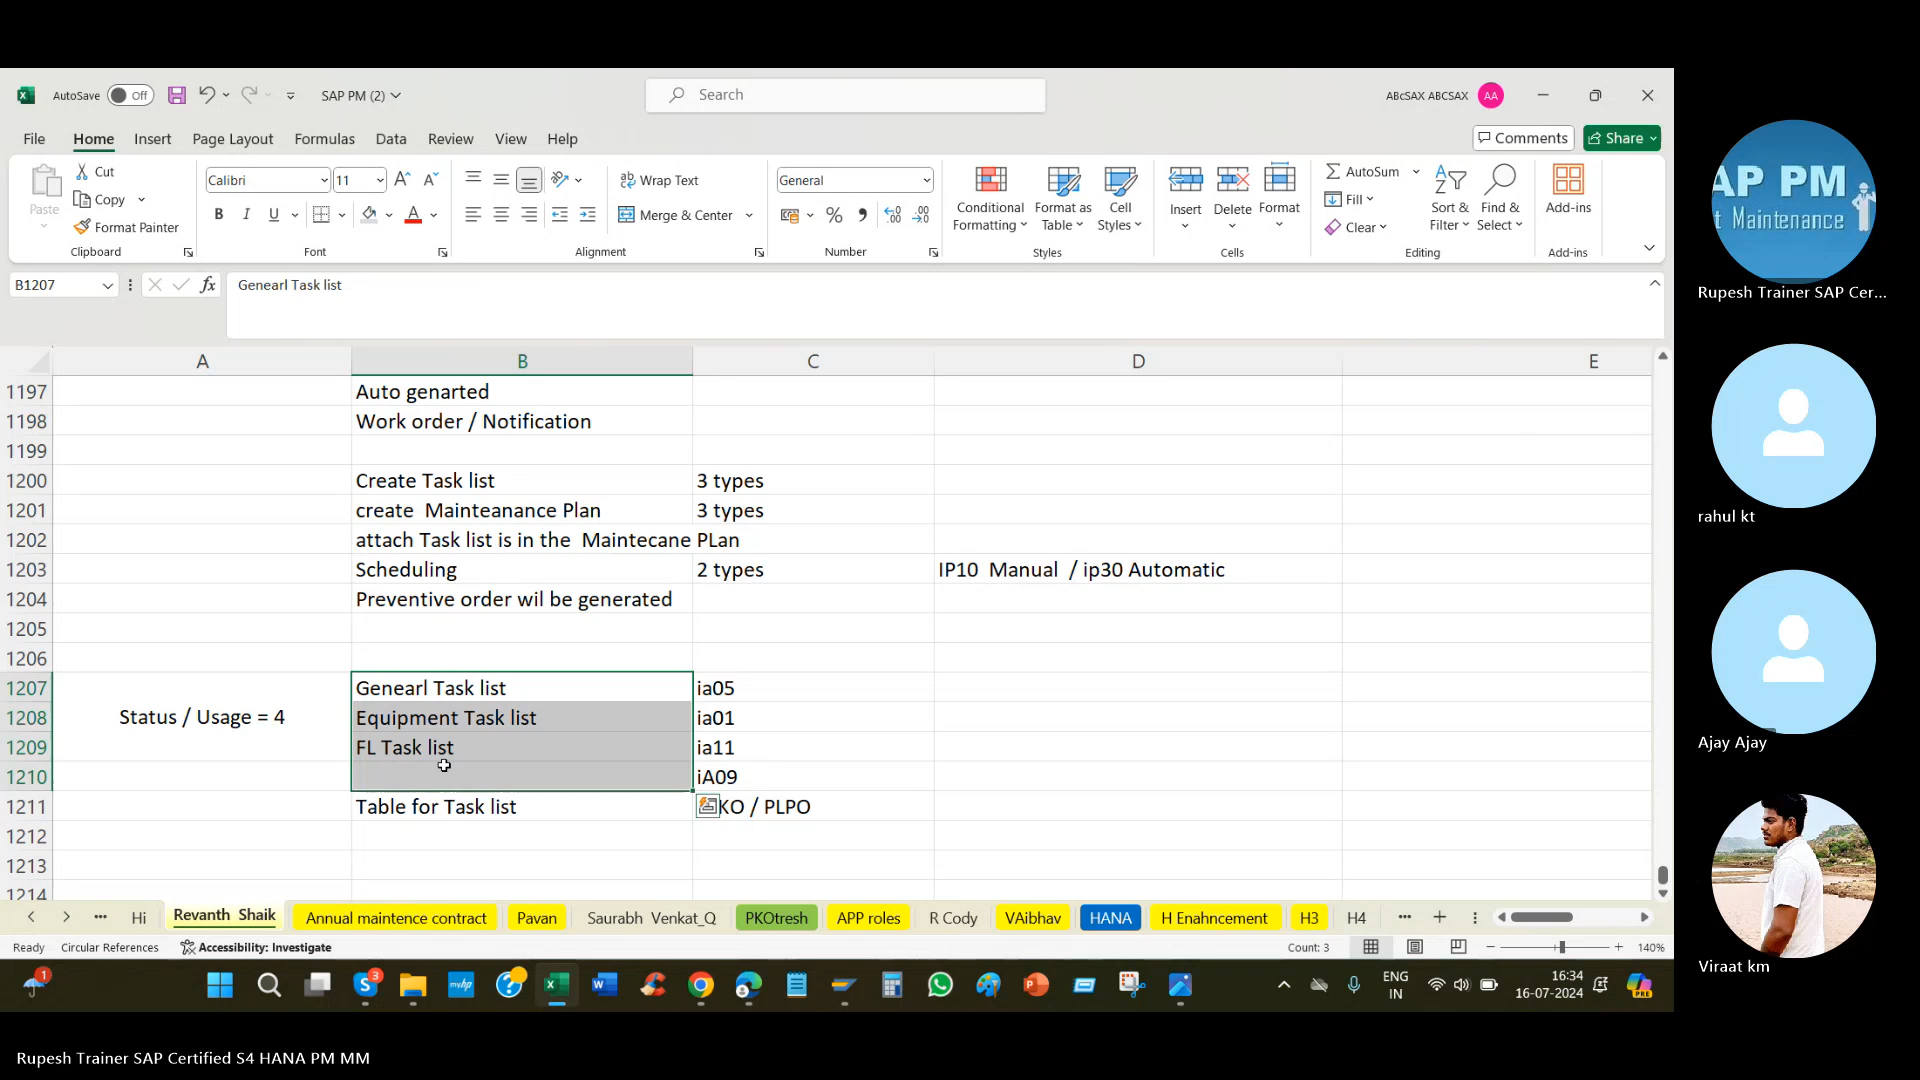 AutoSave Off SAP PM (2) Search ABcSAX ABCSAX AA
File Home Insert Page Layout Formulas Data Review View Help Comments Share
Paste Cut Copy Format Painter Clipboard
Calibri 11 B I U A Font
Wrap Text Merge & Center Alignment
General % Number
Conditional Formatting Format as Table Cell Styles Styles
Insert Delete Format Cells
AutoSum Fill Clear Sort & Filter Find & Select Editing
Add-ins Add-ins
B1207 fx Genearl Task list
A B C D E
1197 Auto genarted
1198 Work order / Notification
1199
1200 Create Task list 3 types
1201 create Mainteanance Plan 3 types
1202 attach Task list is in the Maintecane PLan
1203 Scheduling 2 types IP10 Manual / ip30 Automatic
1204 Preventive order wil be generated
1205
1206
1207 Genearl Task list ia05
1208 Status / Usage = 4 Equipment Task list ia01
1209 FL Task list ia11
1210 iA09
1211 Table for Task list KO / PLPO
1212
1213
1214
Hi Revanth Shaik Annual maintence contract Pavan Saurabh Venkat_Q PKOtresh APP roles R Cody VAibhav HANA H Enahncement H3 H4
Ready Circular References Accessibility: Investigate Count: 3 140%
1 3 myhp ENG IN 16:34 16-07-2024 PRE
AP PM
t Maintenance
Rupesh Trainer SAP Cer...
rahul kt
Ajay Ajay
Viraat km
Rupesh Trainer SAP Certified S4 HANA PM MM